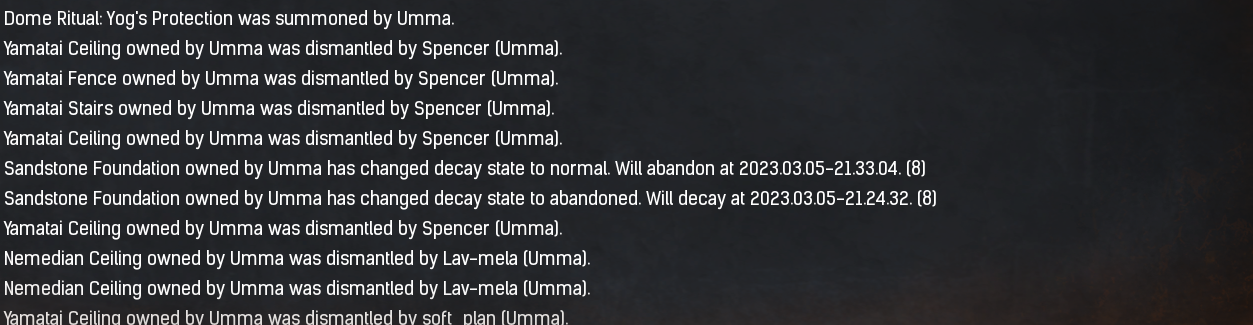 Dome Ritual: Yog's Protection was summoned by Umma.
Yamatai Ceiling owned by Umma was dismantled by Spencer (Umma).
Yamatai Fence owned by Umma was dismantled by Spencer (Umma).
Yamatai Stairs owned by Umma was dismantled by Spencer (Umma).
Yamatai Ceiling owned by Umma was dismantled by Spencer (Umma).
Sandstone Foundation owned by Umma has changed decay state to normal. Will abandon at 2023.03.05-21.33.04. (8)
Sandstone Foundation owned by Umma has changed decay state to abandoned. Will decay at 2023.03.05-21.24.32. (8)
Yamatai Ceiling owned by Umma was dismantled by Spencer (Umma).
Nemedian Ceiling owned by Umma was dismantled by Lav-mela (Umma).
Nemedian Ceiling owned by Umma was dismantled by Lav-mela (Umma).
Yamatai Ceiling owned by Umma was dismantled by soft_plan (Umma).